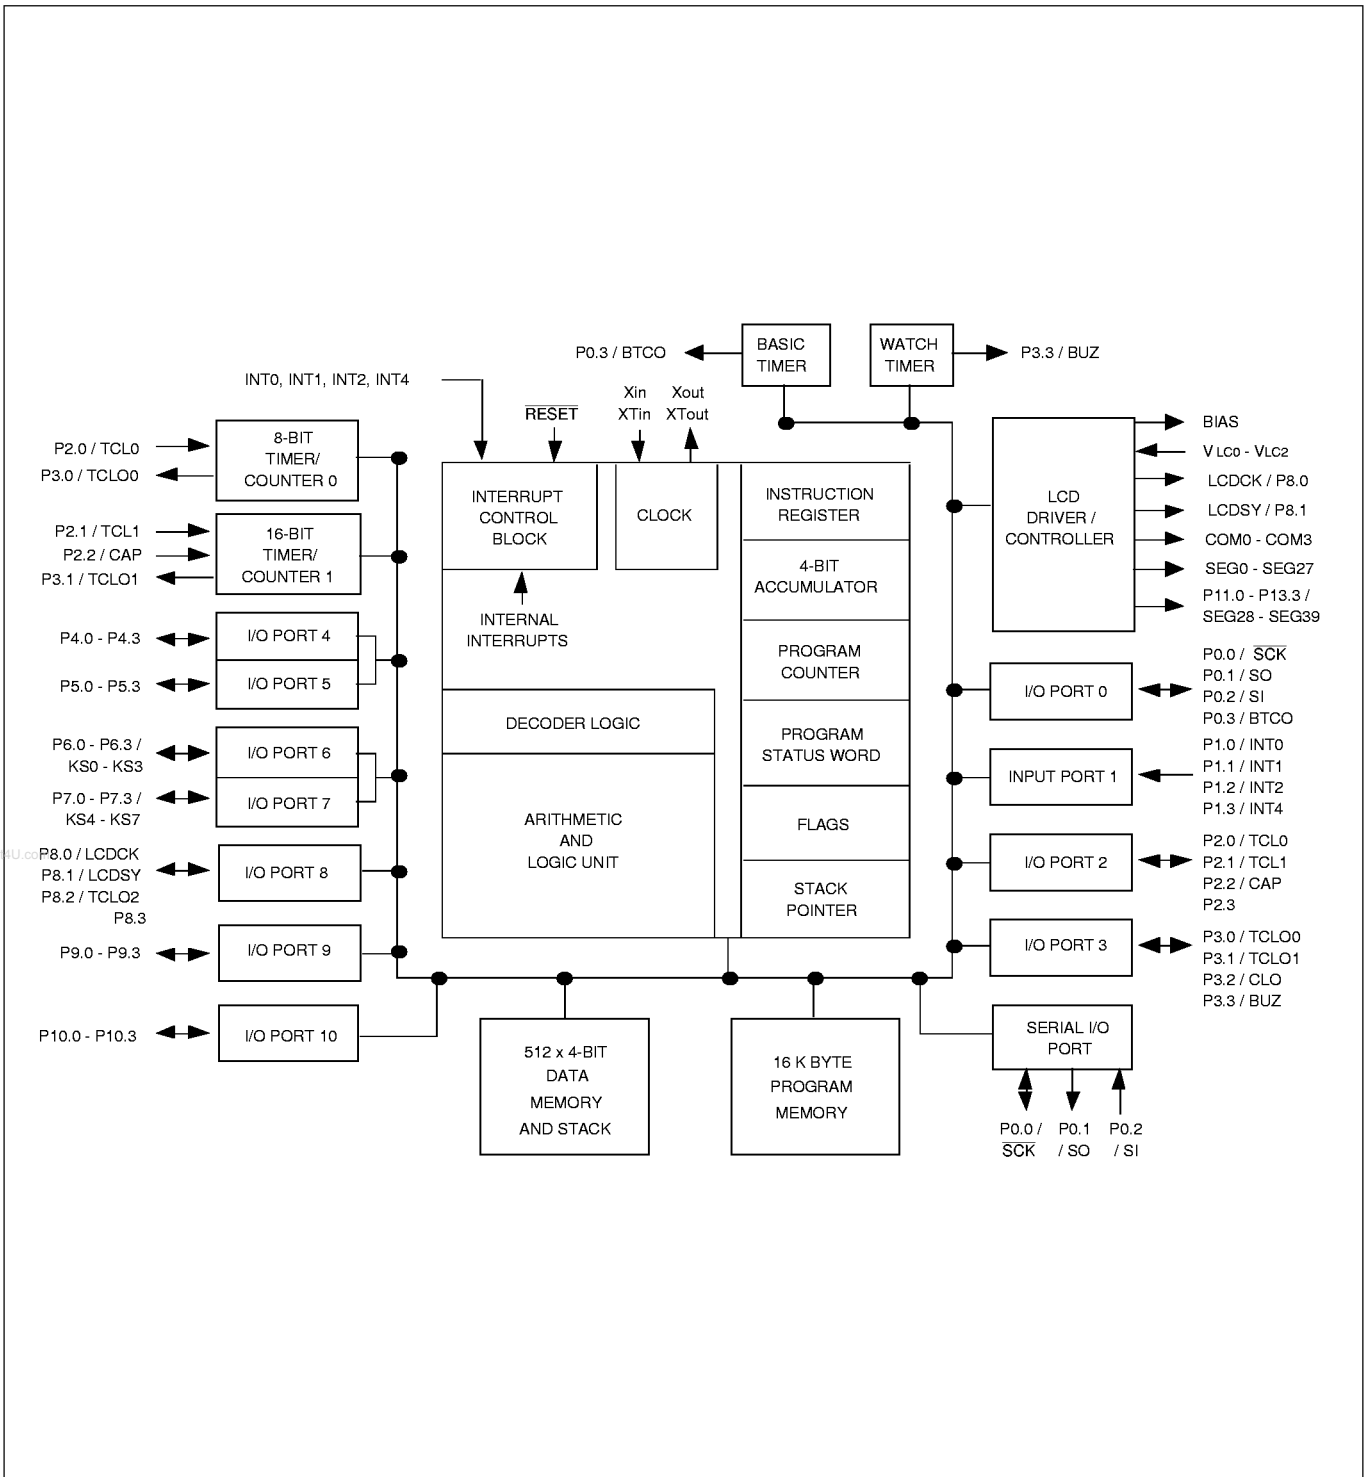 P0.3 / BTCO
BASIC
TIMER
WATCH
TIMER
P3.3 / BUZ
INT0, INT1, INT2, INT4
RESET
Xin
XTin
Xout
XTout
P2.0 / TCL0
P3.0 / TCLO0
8-BIT
TIMER/
COUNTER 0
P2.1 / TCL1
P2.2 / CAP
P3.1 / TCLO1
16-BIT
TIMER/
COUNTER 1
P4.0 - P4.3
I/O PORT 4
P5.0 - P5.3
I/O PORT 5
P6.0 - P6.3 /
KS0 - KS3
I/O PORT 6
P7.0 - P7.3 /
KS4 - KS7
I/O PORT 7
t4U.com
P8.0 / LCDCK
P8.1 / LCDSY
P8.2 / TCLO2
P8.3
I/O PORT 8
P9.0 - P9.3
I/O PORT 9
P10.0 - P10.3
I/O PORT 10
INTERRUPT
CONTROL
BLOCK
CLOCK
INTERNAL
INTERRUPTS
DECODER LOGIC
ARITHMETIC
AND
LOGIC UNIT
INSTRUCTION
REGISTER
4-BIT
ACCUMULATOR
PROGRAM
COUNTER
PROGRAM
STATUS WORD
FLAGS
STACK
POINTER
512 x 4-BIT
DATA
MEMORY
AND STACK
16 K BYTE
PROGRAM
MEMORY
LCD
DRIVER /
CONTROLLER
BIAS
VLC0 - VLC2
LCDCK / P8.0
LCDSY / P8.1
COM0 - COM3
SEG0 - SEG27
P11.0 - P13.3 /
SEG28 - SEG39
I/O PORT 0
P0.0 / SCK
P0.1 / SO
P0.2 / SI
P0.3 / BTCO
INPUT PORT 1
P1.0 / INT0
P1.1 / INT1
P1.2 / INT2
P1.3 / INT4
I/O PORT 2
P2.0 / TCL0
P2.1 / TCL1
P2.2 / CAP
P2.3
I/O PORT 3
P3.0 / TCLO0
P3.1 / TCLO1
P3.2 / CLO
P3.3 / BUZ
SERIAL I/O
PORT
P0.0 /
SCK
P0.1
/ SO
P0.2
/ SI